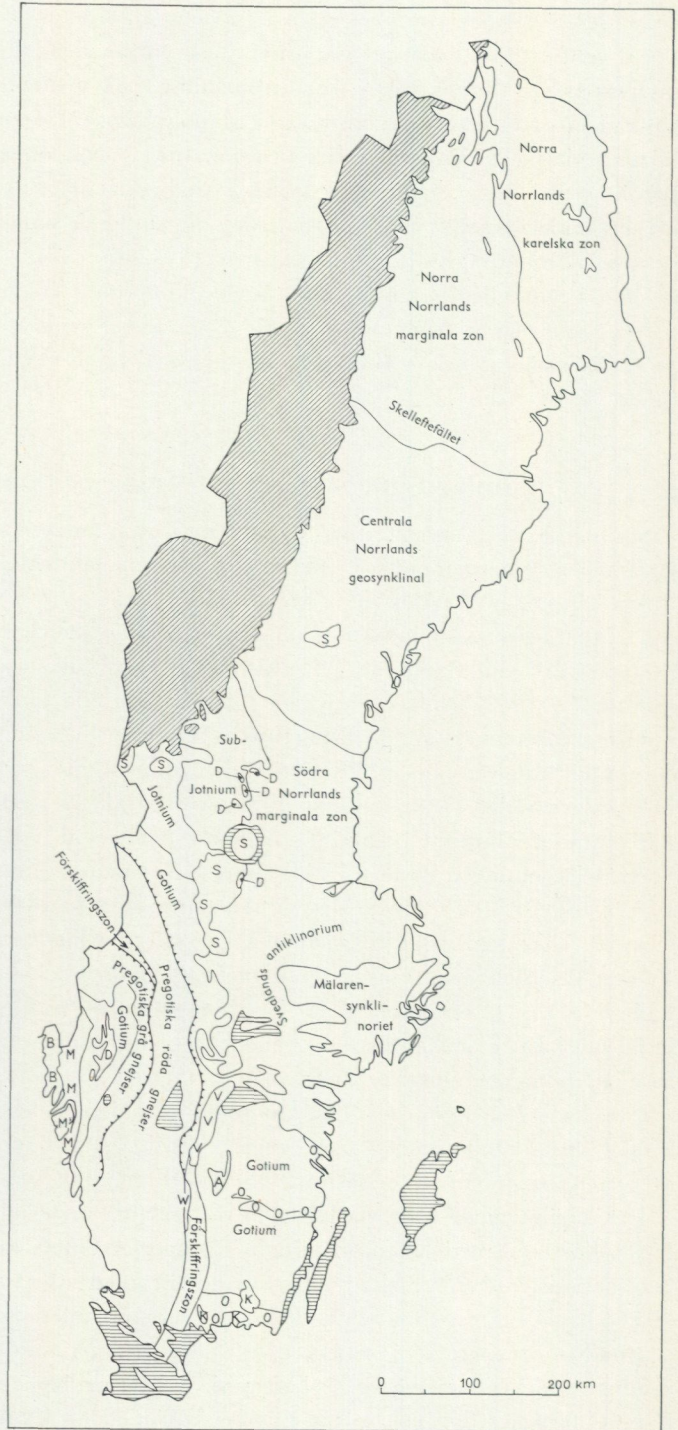 Norra
Norrlands
karelska zon
Norra
Norrlands
marginala zon
Skelleftefältet
Centrala
Norrlands
geosynklinal
S
Sub-
S
S
D
D
Södra
Jotnium
Jotnium
D
Norrlands
D
marginala zon
S
Gotium
S
D
Förskiffringszon
S
S
Svealands antiklinorium
Mälaren-
synkli-
noriet
Pregotiska grå gnejser
Pregotiska röda gnejser
Gotium
B
M
D
B
M
M
M
V
V
V
Gotium
A
W
O
O
O
O
Gotium
Förskiffringszon
O
K
O
O
K
O
0 100 200 km